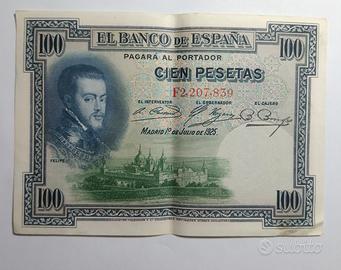 100 EL BANCO DE ESPAÑA 100
PAGARÁ AL PORTADOR
CIEN PESETAS
F2,207,839
EL INTERVENTOR EL GOBERNADOR EL CAJERO
MADRID 1º DE JULIO DE 1925
FELIPE
100 100
subito